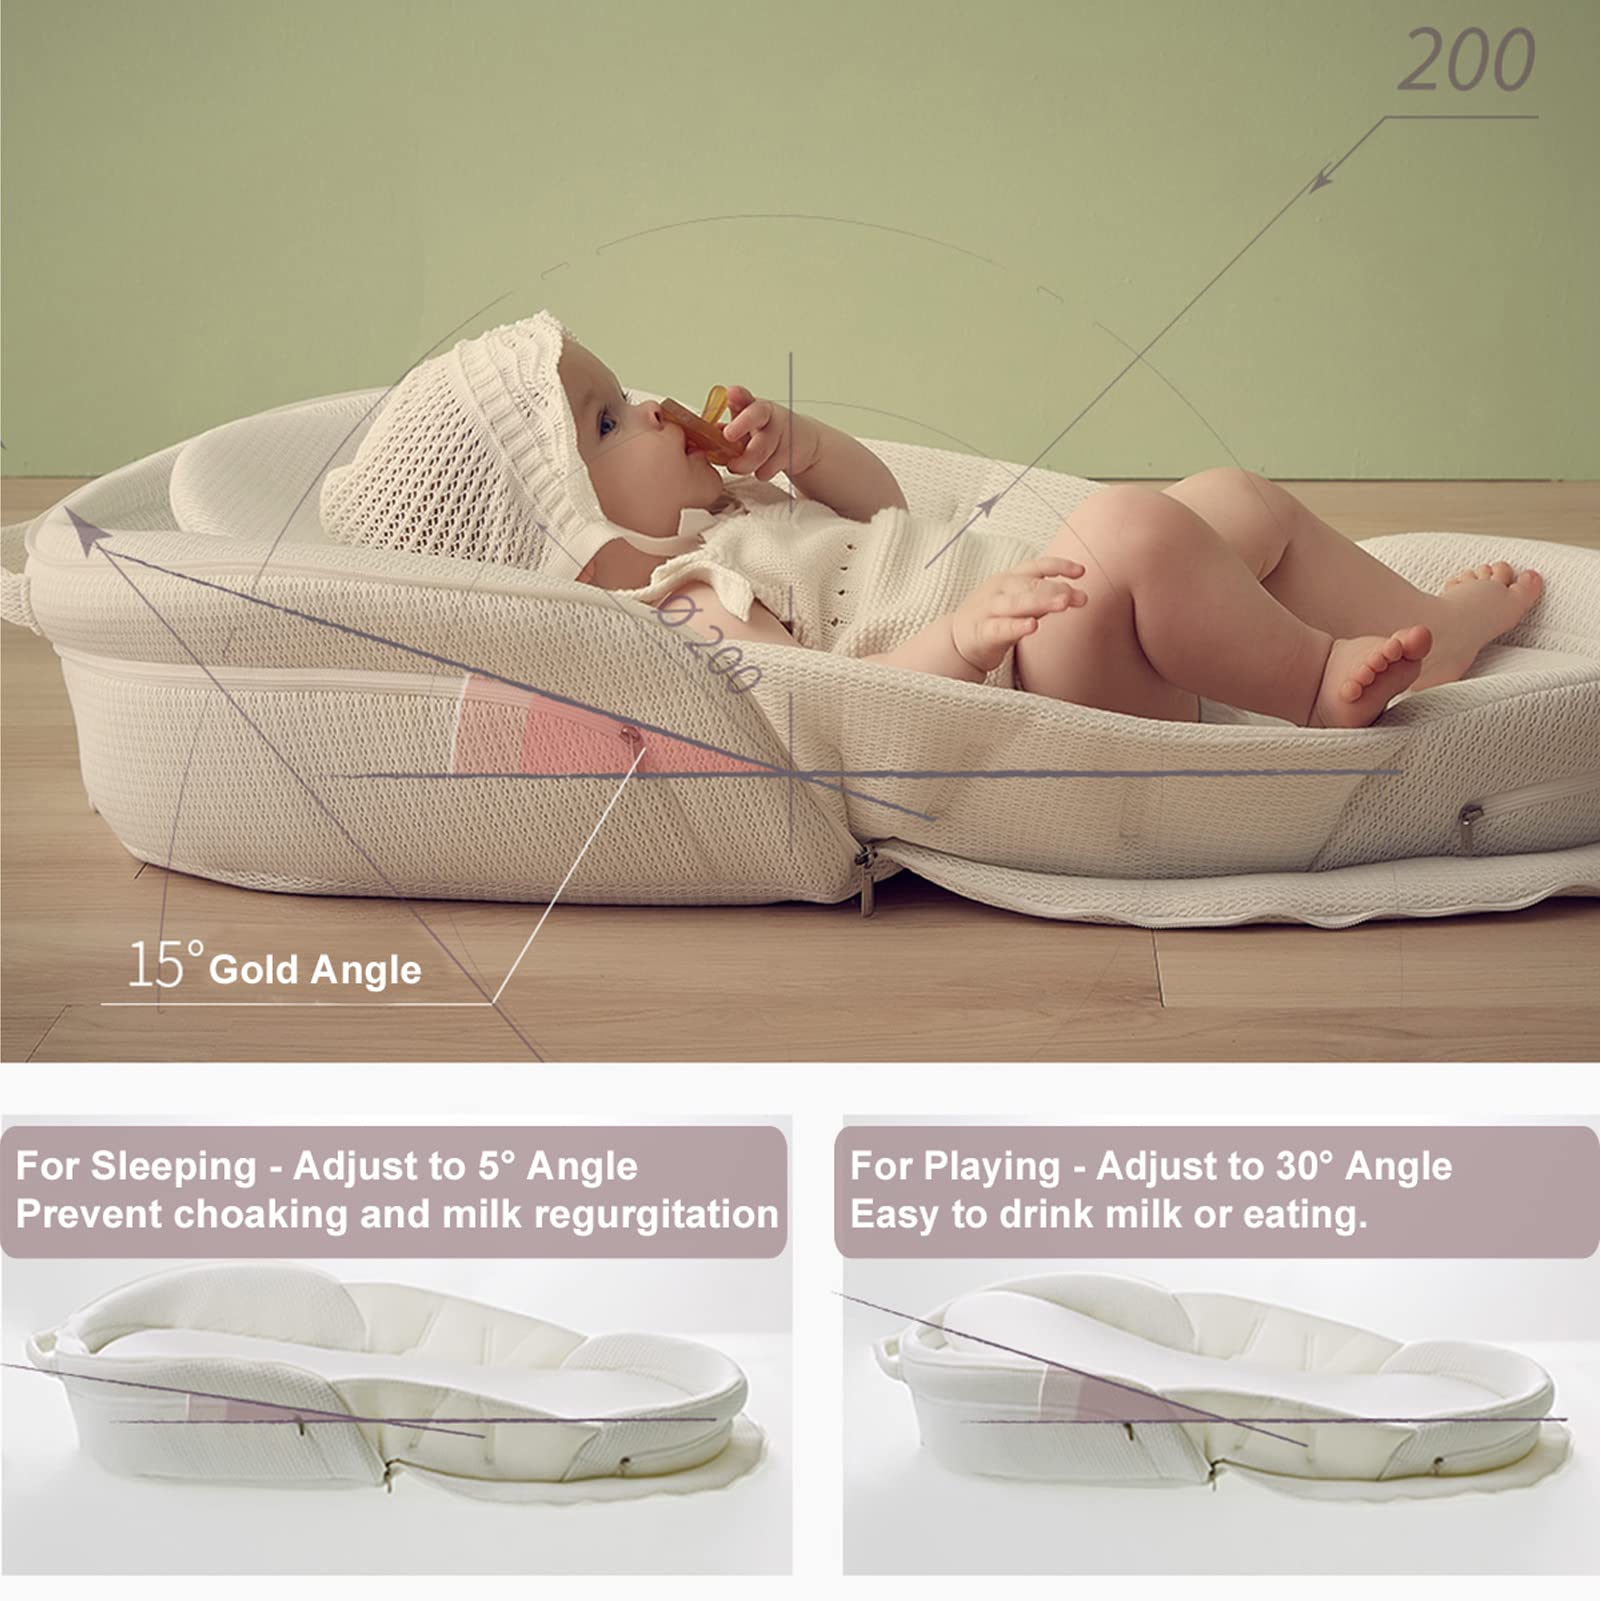 200
Ø 200
15° Gold Angle
For Sleeping - Adjust to 5° Angle
Prevent choaking and milk regurgitation
For Playing - Adjust to 30° Angle
Easy to drink milk or eating.